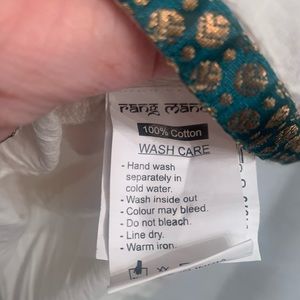 rang
100% Cotton
WASH CARE
- Hand wash
separately in
cold water.
- Wash inside out
- Colour may bleed.
- Do not bleach.
- Line dry.
- Warm iron.